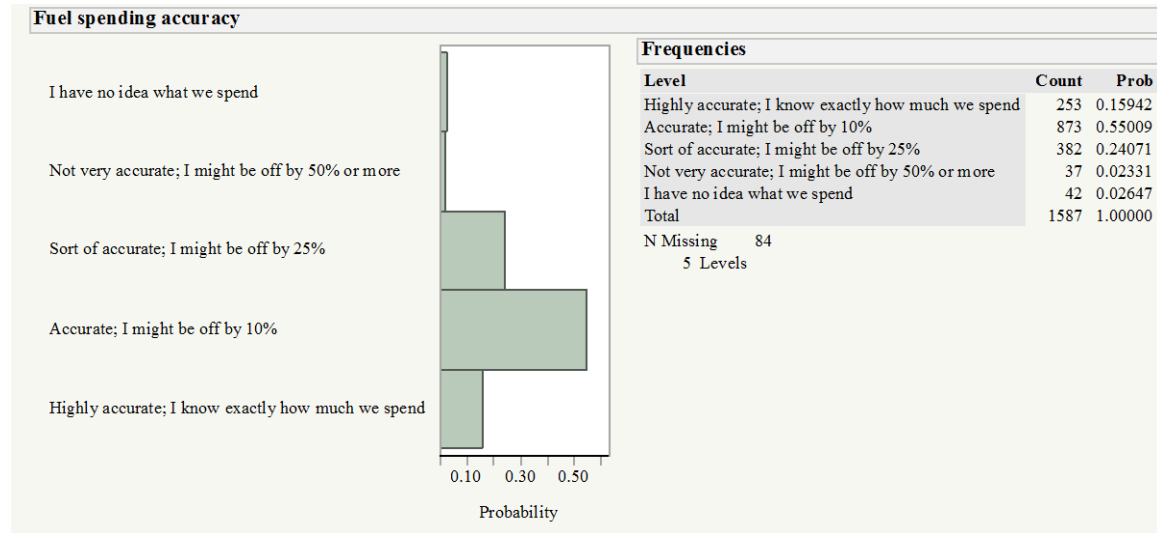 Fuel spending accuracy
I have no idea what we spend
Not very accurate; I might be off by 50% or more
Sort of accurate; I might be off by 25%
Accurate; I might be off by 10%
Highly accurate; I know exactly how much we spend
0.10 0.30 0.50
Probability
Frequencies
Level Count Prob
Highly accurate; I know exactly how much we spend 253 0.15942
Accurate; I might be off by 10% 873 0.55009
Sort of accurate; I might be off by 25% 382 0.24071
Not very accurate; I might be off by 50% or more 37 0.02331
I have no idea what we spend 42 0.02647
Total 1587 1.00000
N Missing 84
5 Levels